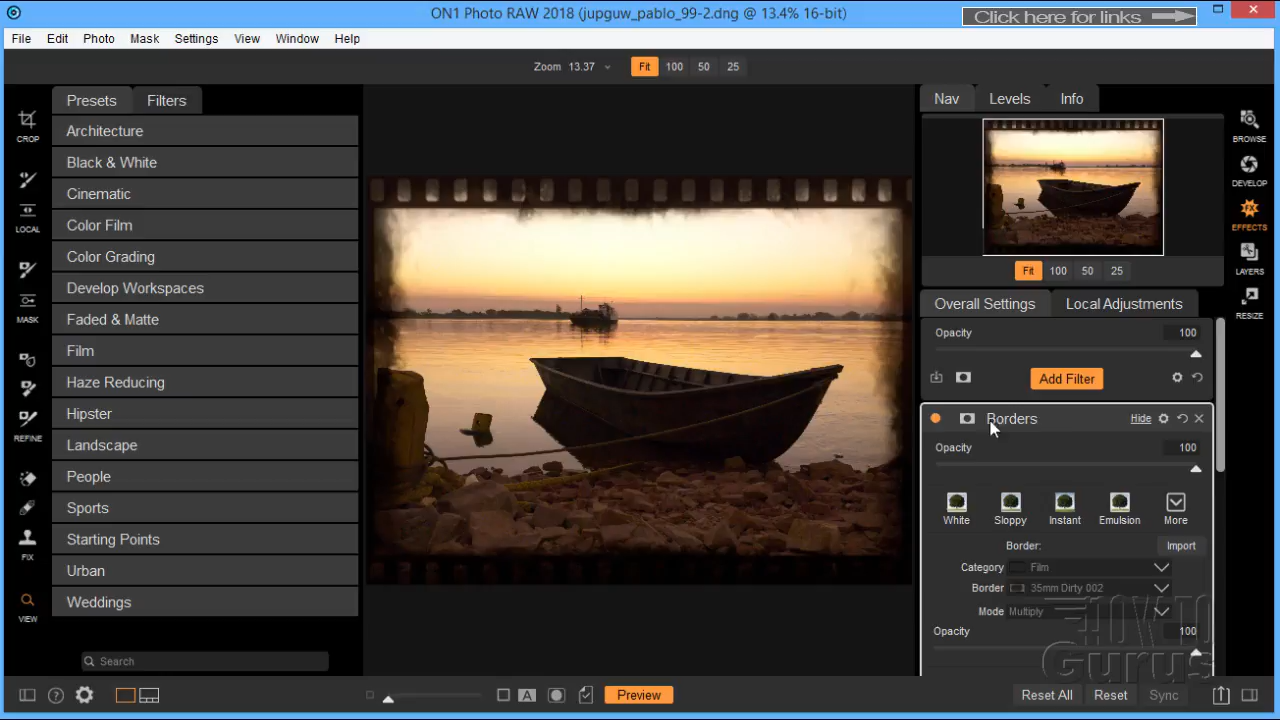 ON1 Photo RAW 2018 (jupguw_pablo_99-2.dng @ 13.4% 16-bit)
Click here for links
File Edit Photo Mask Settings View Window Help
Zoom 13.37 Fit 100 50 25
Presets Filters
Nav Levels Info
Architecture
Black & White
Cinematic
Color Film
Color Grading
Develop Workspaces
Faded & Matte
Film
Haze Reducing
Hipster
Landscape
People
Sports
Starting Points
Urban
Weddings
Search
CROP
LOCAL
MASK
REFINE
FIX
VIEW
Fit 100 50 25
BROWSE
DEVELOP
EFFECTS
LAYERS
RESIZE
Overall Settings Local Adjustments
Opacity 100
Add Filter
Borders Hide
Opacity 100
White Sloppy Instant Emulsion More
Border: Import
Category Film
Border 35mm Dirty 002
Mode Multiply
Opacity 100
HOWTO
Gurus
A Preview
Reset All Reset Sync